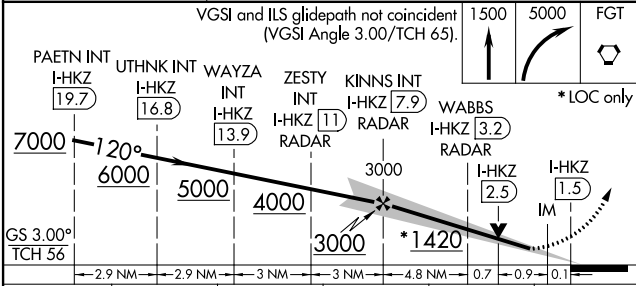 VGSI and ILS glidepath not coincident
(VGSI Angle 3.00/TCH 65).
1500
5000
FGT
* LOC only
PAETN INT
I-HKZ
19.7
UTHNK INT
I-HKZ
16.8
WAYZA
INT
I-HKZ
13.9
ZESTY
INT
I-HKZ 11
RADAR
KINNS INT
I-HKZ 7.9
RADAR
WABBS
I-HKZ 3.2
RADAR
I-HKZ
2.5
I-HKZ
1.5
IM
7000
120°
6000
5000
4000
3000
3000
*1420
GS 3.00°
TCH 56
2.9 NM
2.9 NM
3 NM
3 NM
4.8 NM
0.7
0.9
0.1